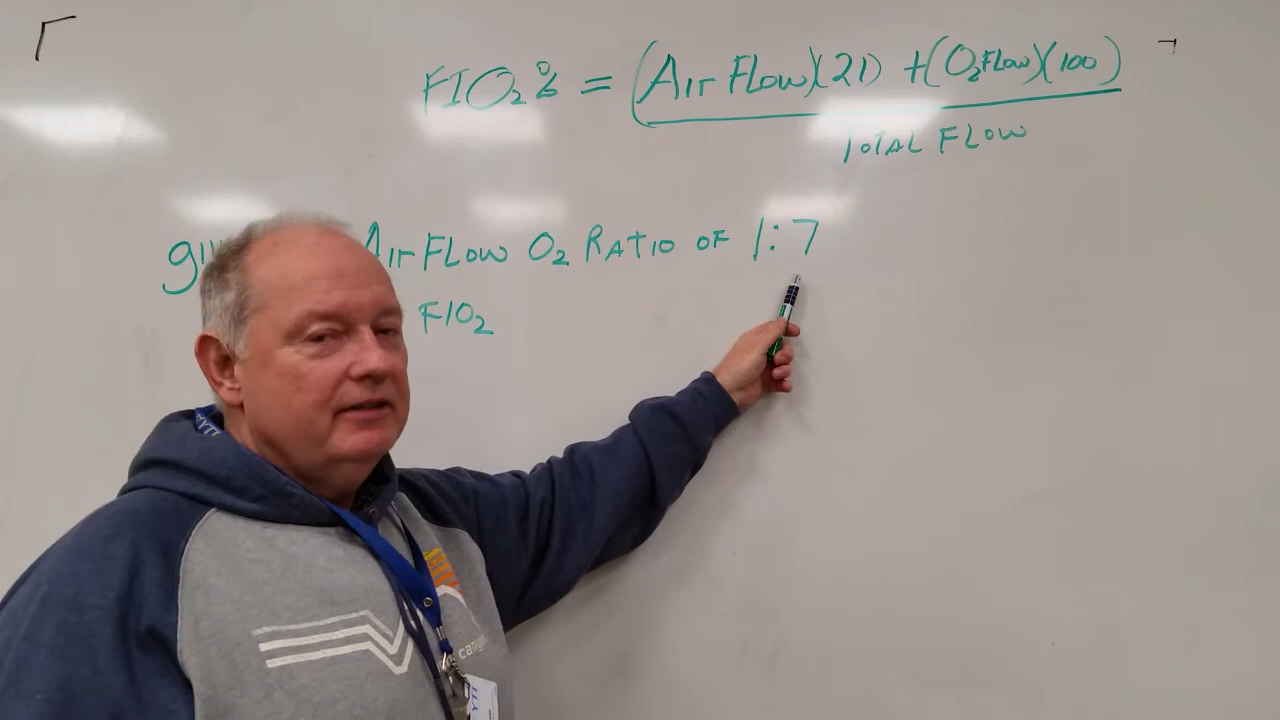 FIO₂% = (Air Flow)(21) + (O₂ Flow)(100)
TOTAL FLOW
Air Flow O₂ Ratio of 1:7
FIO₂